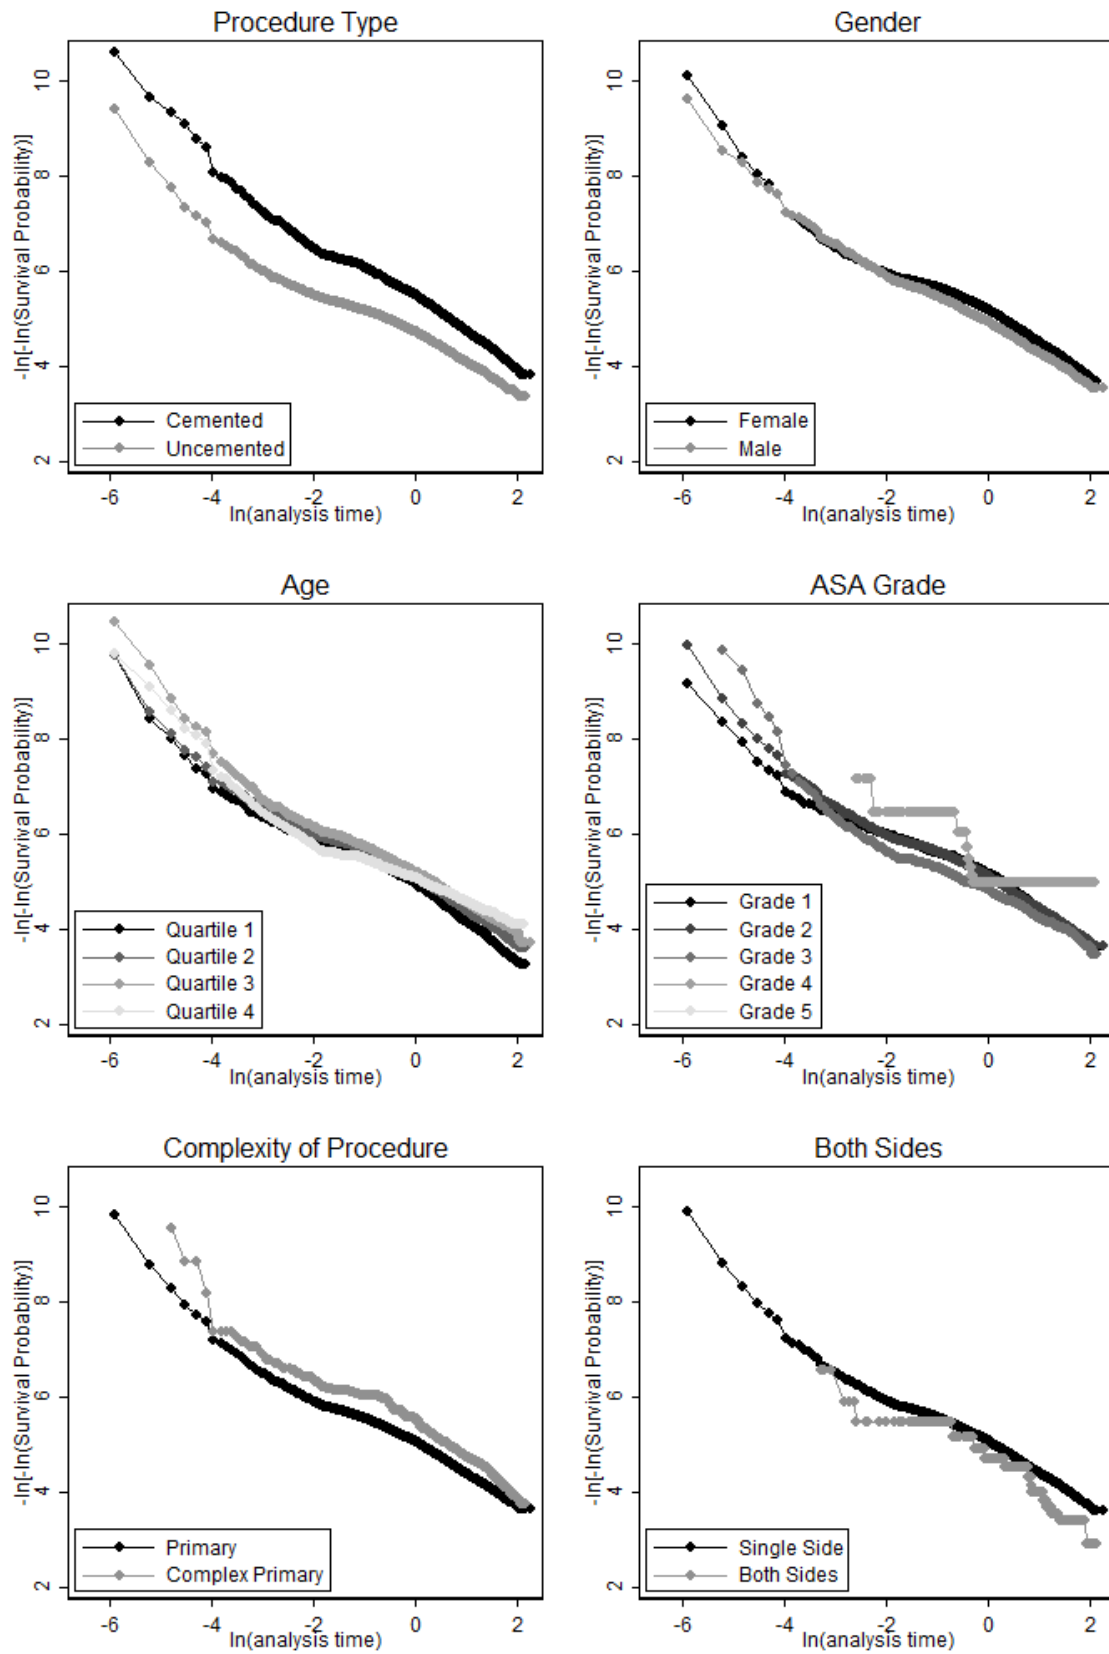 Procedure Type
-ln[-ln(Survival Probability)]
10
8
6
4
2
Cemented
Uncemented
-6 -4 -2 0 2
ln(analysis time)
Gender
-ln[-ln(Survival Probability)]
10
8
6
4
2
Female
Male
-6 -4 -2 0 2
ln(analysis time)
Age
-ln[-ln(Survival Probability)]
10
8
6
4
2
Quartile 1
Quartile 2
Quartile 3
Quartile 4
-6 -4 -2 0 2
ln(analysis time)
ASA Grade
-ln[-ln(Survival Probability)]
10
8
6
4
2
Grade 1
Grade 2
Grade 3
Grade 4
Grade 5
-6 -4 -2 0 2
ln(analysis time)
Complexity of Procedure
-ln[-ln(Survival Probability)]
10
8
6
4
2
Primary
Complex Primary
-6 -4 -2 0 2
ln(analysis time)
Both Sides
-ln[-ln(Survival Probability)]
10
8
6
4
2
Single Side
Both Sides
-6 -4 -2 0 2
ln(analysis time)